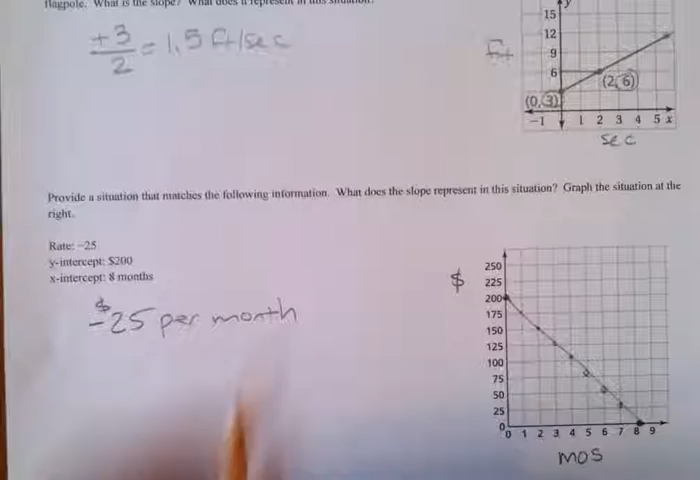 flagpole. What is the slope? What does it represent in this situation?
+3
2
= 1.5 ft/sec
ft
15
12
9
6
(2,6)
(0,3)
-1 1 2 3 4 5 x
y
sec
Provide a situation that matches the following information. What does the slope represent in this situation? Graph the situation at the
right.
Rate: -25
y-intercept: $200
x-intercept: 8 months
-$25 per month
$
250
225
200
175
150
125
100
75
50
25
0
0 1 2 3 4 5 6 7 8 9
mos